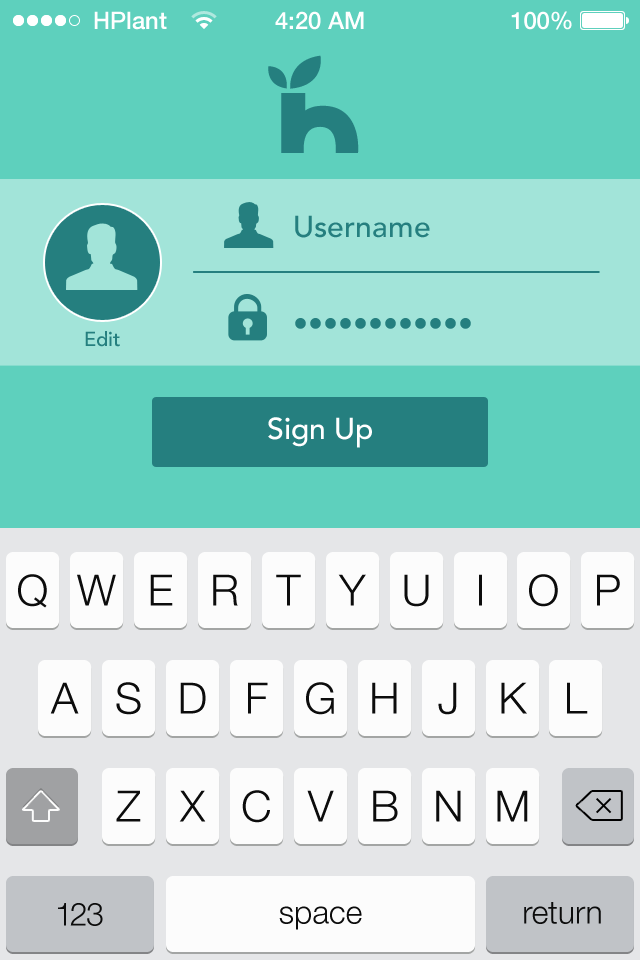 HPlant 4:20 AM 100%
h
Username
••••••••••••
Edit
Sign Up
Q W E R T Y U I O P
A S D F G H J K L
Z X C V B N M
123 space return